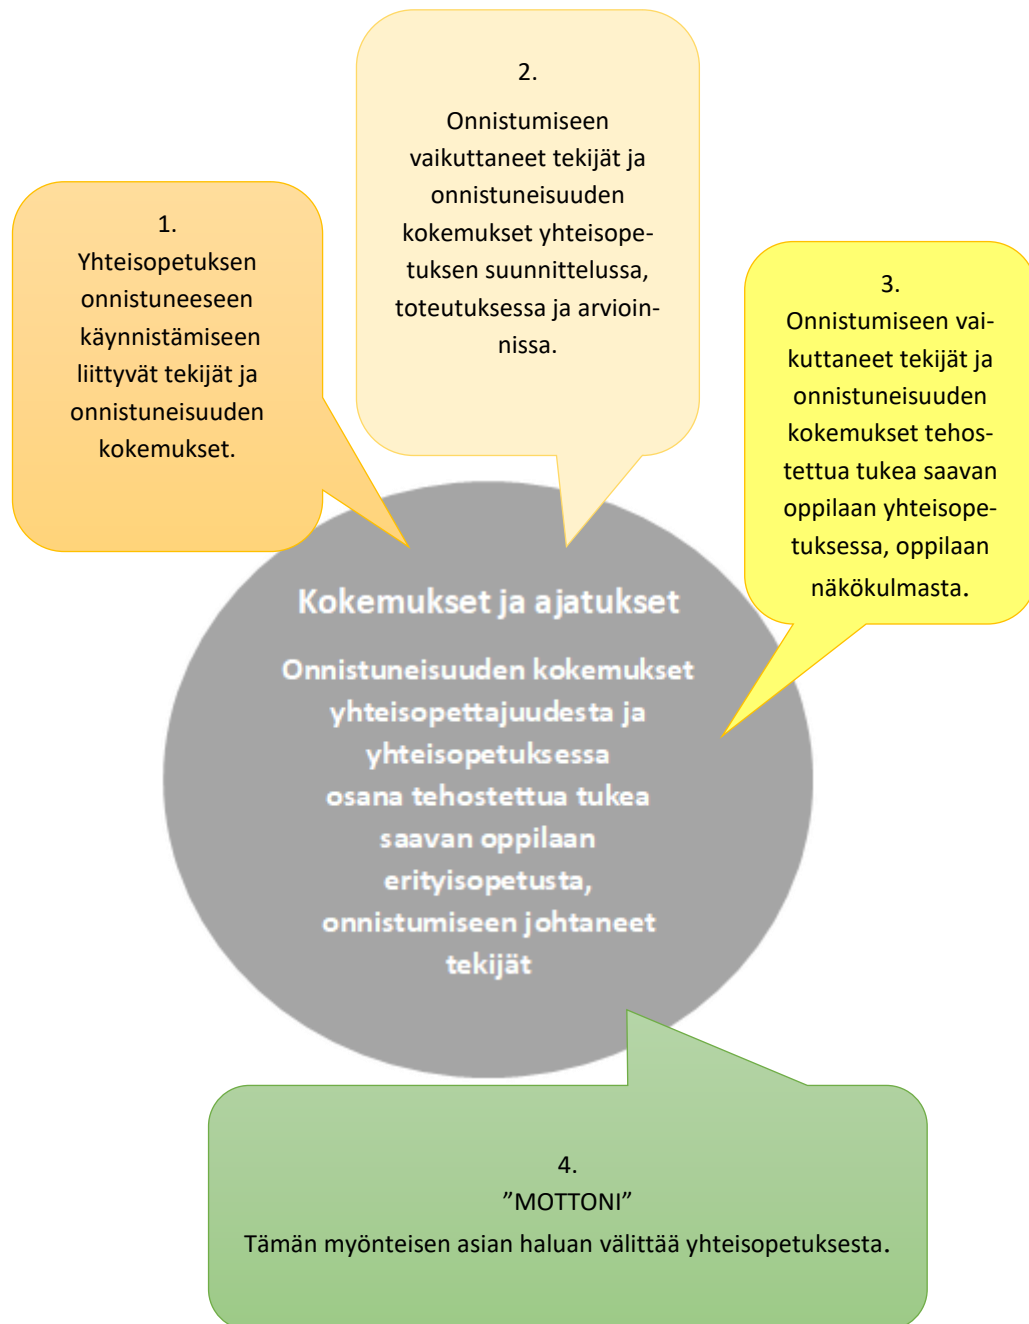 1.
Yhteisopetuksen
onnistuneeseen
käynnistämiseen
liittyvät tekijät ja
onnistuneisuuden
kokemukset.
2.
Onnistumiseen
vaikuttaneet tekijät ja
onnistuneisuuden
kokemukset yhteisope-
tuksen suunnittelussa,
toteutuksessa ja arvioin-
nissa.
3.
Onnistumiseen vai-
kuttaneet tekijät ja
onnistuneisuuden
kokemukset tehos-
tettua tukea saavan
oppilaan yhteisope-
tuksessa, oppilaan
näkökulmasta.
Kokemukset ja ajatukset
Onnistuneisuuden kokemukset
yhteisopettajuudesta ja
yhteisopetuksessa
osana tehostettua tukea
saavan oppilaan
erityisopetusta,
onnistumiseen johtaneet
tekijät
4.
”MOTTONI”
Tämän myönteisen asian haluan välittää yhteisopetuksesta.